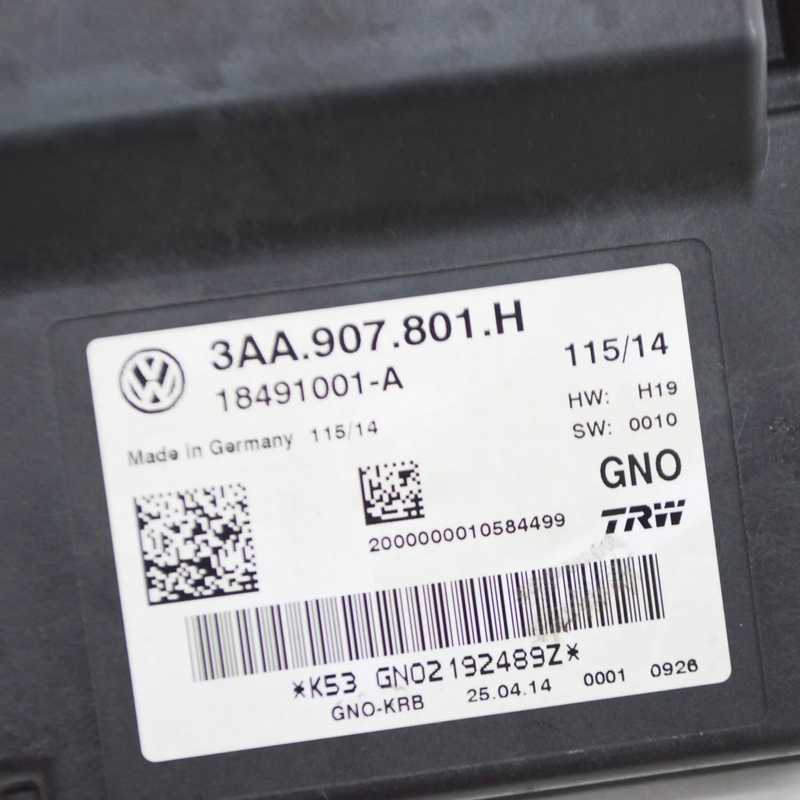 3AA.907.801.H
18491001-A
115/14
HW: H19
SW: 0010
Made in Germany 115/14
GNO
TRW
2000000010584499
*K53 GNO2192489Z*
GNO-KRB 25.04.14 0001 0926